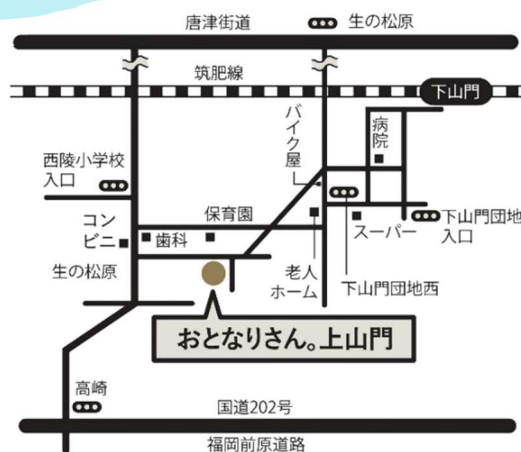 唐津街道
生の松原
筑肥線
下山門
バイク屋
病院
西陵小学校
入口
保育園
コン
ビニ
歯科
スーパー
下山門団地
入口
生の松原
老人
ホーム
下山門団地西
おとなりさん。上山門
高崎
国道202号
福岡前原道路